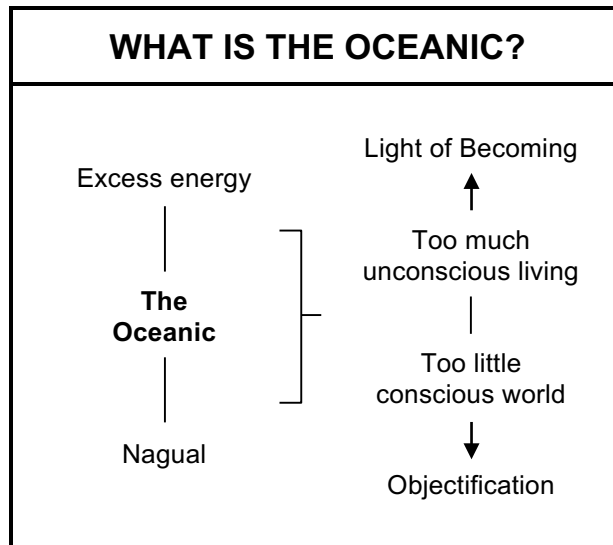 WHAT IS THE OCEANIC?
Excess energy
The
Oceanic
Nagual
Light of Becoming
Too much
unconscious living
Too little
conscious world
Objectification